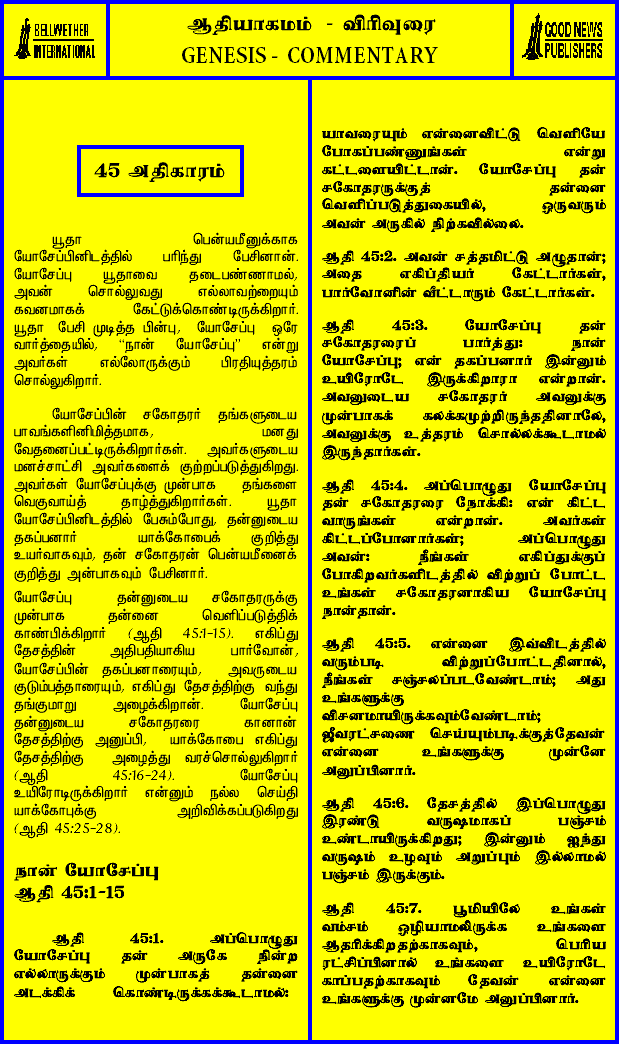 BELLWETHER
INTERNATIONAL
ஆதியாகமம் - விரிவுரை
GENESIS - COMMENTARY
GOOD NEWS
PUBLISHERS
45 அதிகாரம்
யூதா பென்யமீனுக்காக
யோசேப்பினிடத்தில் பரிந்து பேசினான்.
யோசேப்பு யூதாவை தடைபண்ணாமல்,
அவன் சொல்லுவது எல்லாவற்றையும்
கவனமாகக் கேட்டுக்கொண்டிருக்கிறார்.
யூதா பேசி முடித்த பின்பு, யோசேப்பு ஒரே
வார்த்தையில், “நான் யோசேப்பு” என்று
அவர்கள் எல்லோருக்கும் பிரதியுத்தரம்
சொல்லுகிறார்.
யோசேப்பின் சகோதரர் தங்களுடைய
பாவங்களினிமித்தமாக, மனது
வேதனைப்பட்டிருக்கிறார்கள். அவர்களுடைய
மனச்சாட்சி அவர்களைக் குற்றப்படுத்துகிறது.
அவர்கள் யோசேப்புக்கு முன்பாக தங்களை
வெகுவாய்த் தாழ்த்துகிறார்கள். யூதா
யோசேப்பினிடத்தில் பேசும்போது, தன்னுடைய
தகப்பனார் யாக்கோபைக் குறித்து
உயர்வாகவும், தன் சகோதரன் பென்யமீனைக்
குறித்து அன்பாகவும் பேசினார்.
யோசேப்பு தன்னுடைய சகோதரருக்கு
முன்பாக தன்னை வெளிப்படுத்திக்
காண்பிக்கிறார் (ஆதி 45:1-15). எகிப்து
தேசத்தின் அதிபதியாகிய பார்வோன்,
யோசேப்பின் தகப்பனாரையும், அவருடைய
குடும்பத்தாரையும், எகிப்து தேசத்திற்கு வந்து
தங்குமாறு அழைக்கிறான். யோசேப்பு
தன்னுடைய சகோதரரை கானான்
தேசத்திற்கு அனுப்பி, யாக்கோபை எகிப்து
தேசத்திற்கு அழைத்து வரச்சொல்லுகிறார்
(ஆதி 45:16-24). யோசேப்பு
உயிரோடிருக்கிறார் என்னும் நல்ல செய்தி
யாக்கோபுக்கு அறிவிக்கப்படுகிறது
(ஆதி 45:25-28).
நான் யோசேப்பு
ஆதி 45:1-15
ஆதி 45:1. அப்பொழுது
யோசேப்பு தன் அருகே நின்ற
எல்லாருக்கும் முன்பாகத் தன்னை
அடக்கிக் கொண்டிருக்கக்கூடாமல்:
யாவரையும் என்னைவிட்டு வெளியே
போகப்பண்ணுங்கள் என்று
கட்டளையிட்டான். யோசேப்பு தன்
சகோதரருக்குத் தன்னை
வெளிப்படுத்துகையில், ஒருவரும்
அவன் அருகில் நிற்கவில்லை.
ஆதி 45:2. அவன் சத்தமிட்டு அழுதான்;
அதை எகிப்தியர் கேட்டார்கள்,
பார்வோனின் வீட்டாரும் கேட்டார்கள்.
ஆதி 45:3. யோசேப்பு தன்
சகோதரரைப் பார்த்து: நான்
யோசேப்பு; என் தகப்பனார் இன்னும்
உயிரோடே இருக்கிறாரா என்றான்.
அவனுடைய சகோதரர் அவனுக்கு
முன்பாகக் கலக்கமுற்றிருந்ததினாலே,
அவனுக்கு உத்தரம் சொல்லக்கூடாமல்
இருந்தார்கள்.
ஆதி 45:4. அப்பொழுது யோசேப்பு
தன் சகோதரரை நோக்கி: என் கிட்ட
வாருங்கள் என்றான். அவர்கள்
கிட்டப்போனார்கள்; அப்பொழுது
அவன்: நீங்கள் எகிப்துக்குப்
போகிறவர்களிடத்தில் விற்றுப் போட்ட
உங்கள் சகோதரனாகிய யோசேப்பு
நான்தான்.
ஆதி 45:5. என்னை இவ்விடத்தில்
வரும்படி விற்றுப்போட்டதினால்,
நீங்கள் சஞ்சலப்படவேண்டாம்; அது
உங்களுக்கு
விசனமாயிருக்கவும்வேண்டாம்;
ஜீவரட்சணை செய்யும்படிக்குத்தேவன்
என்னை உங்களுக்கு முன்னே
அனுப்பினார்.
ஆதி 45:6. தேசத்தில் இப்பொழுது
இரண்டு வருஷமாகப் பஞ்சம்
உண்டாயிருக்கிறது; இன்னும் ஐந்து
வருஷம் உழவும் அறுப்பும் இல்லாமல்
பஞ்சம் இருக்கும்.
ஆதி 45:7. பூமியிலே உங்கள்
வம்சம் ஒழியாமலிருக்க உங்களை
ஆதரிக்கிறதற்காகவும், பெரிய
ரட்சிப்பினால் உங்களை உயிரோடே
காப்பதற்காகவும் தேவன் என்னை
உங்களுக்கு முன்னமே அனுப்பினார்.